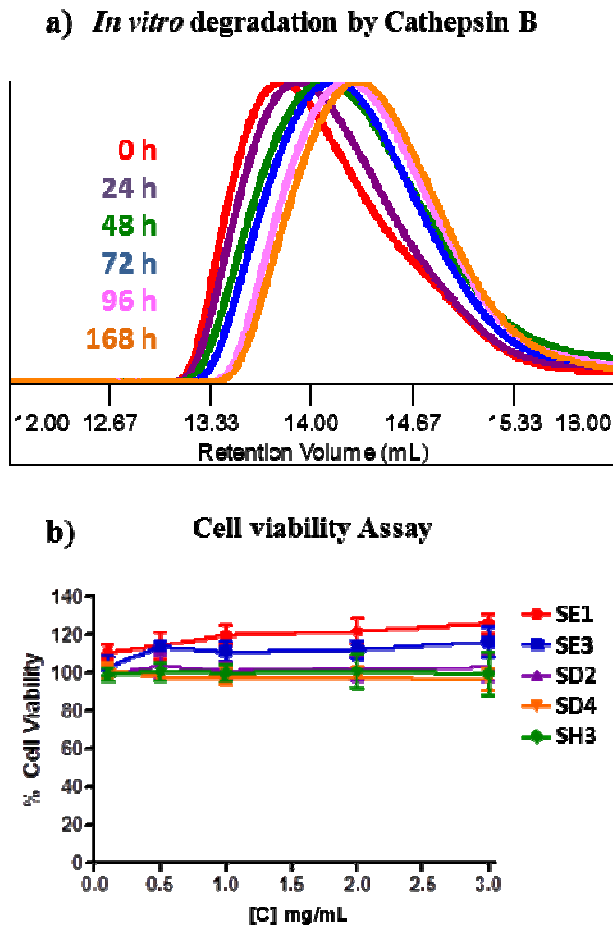 a) In vitro degradation by Cathepsin B
0 h
24 h
48 h
72 h
96 h
168 h
2.00 12.67 13.33 14.00 14.67 15.33 16.00
Retention Volume (mL)
b) Cell viability Assay
140
120
100
80
60
40
20
0
% Cell Viability
0.0 0.5 1.0 1.5 2.0 2.5 3.0
[C] mg/mL
SE1
SE3
SD2
SD4
SH3